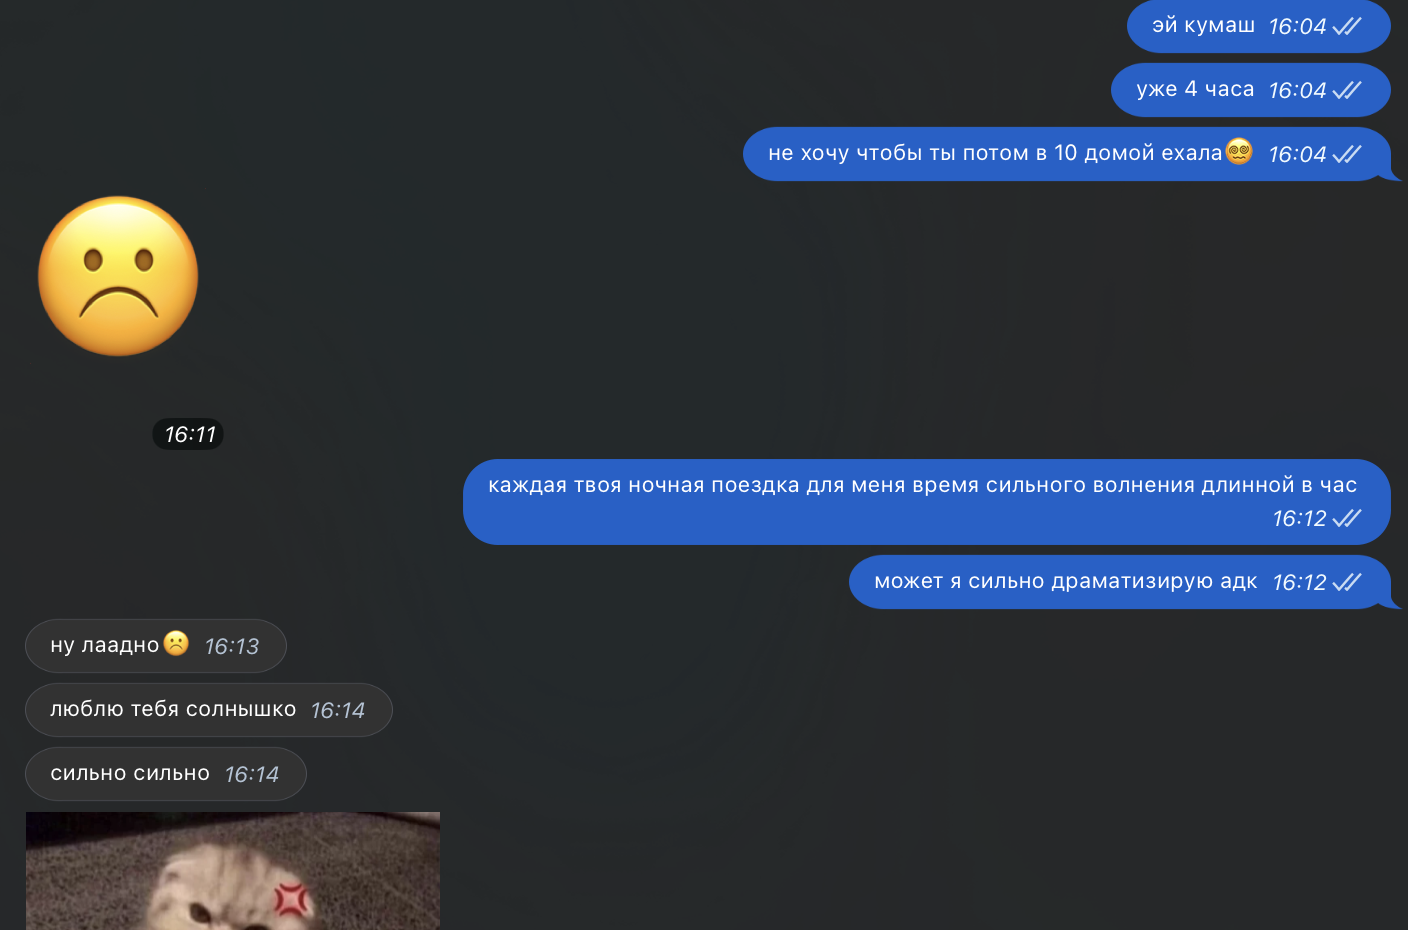 эй кумаш 16:04
уже 4 часа 16:04
не хочу чтобы ты потом в 10 домой ехала😵‍💫 16:04
☹️
16:11
каждая твоя ночная поездка для меня время сильного волнения длинной в час
16:12
может я сильно драматизирую адк 16:12
ну лаадно☹️ 16:13
люблю тебя солнышко 16:14
сильно сильно 16:14